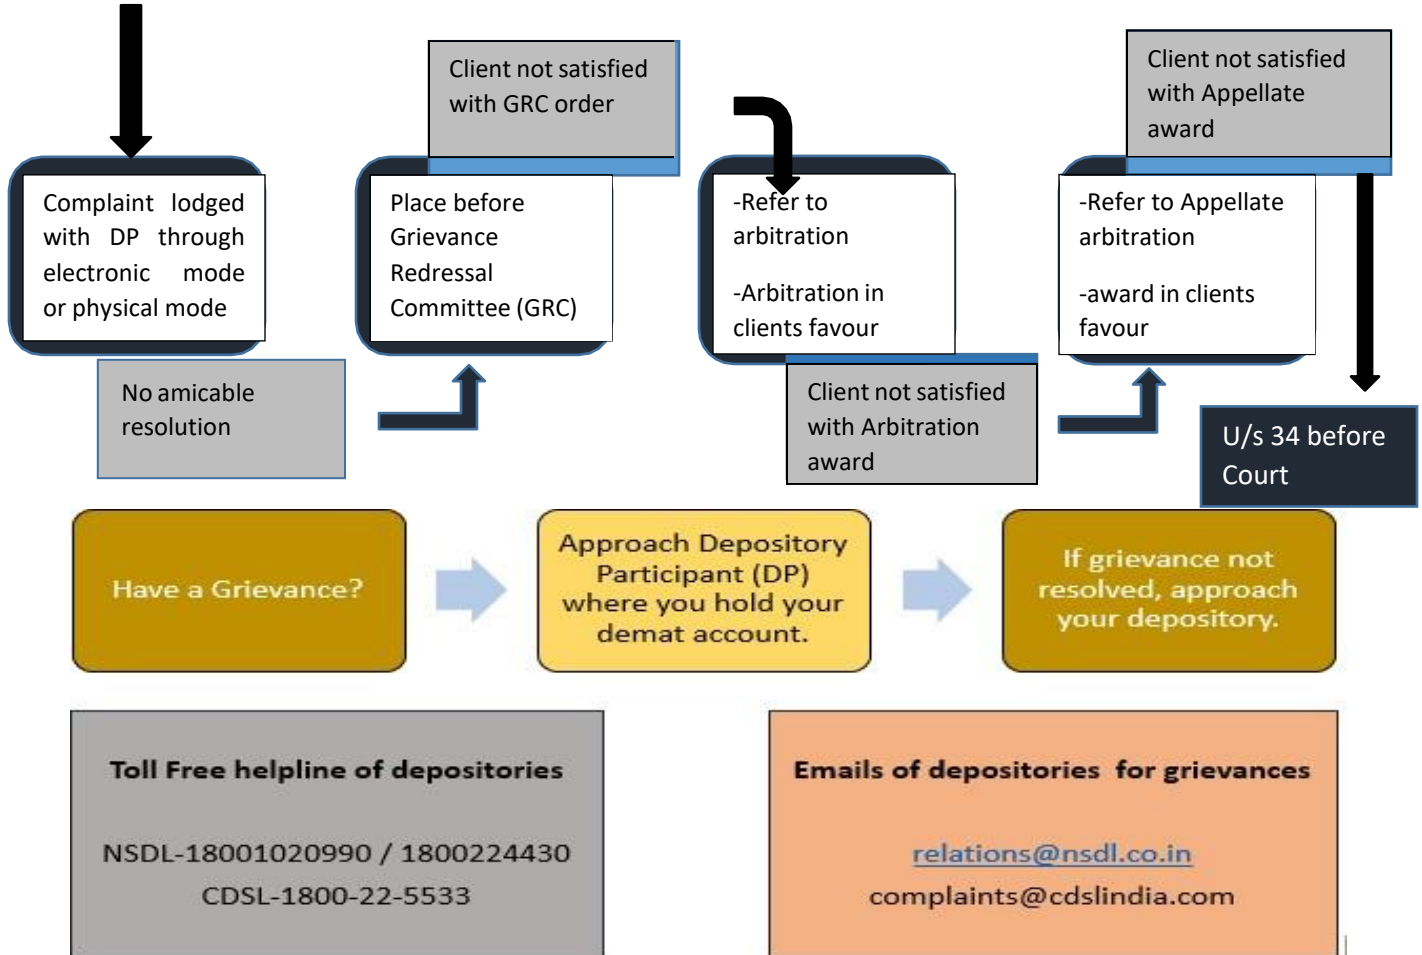 Client not satisfied
with GRC order
Client not satisfied
with Appellate
award
Complaint lodged
with DP through
electronic mode
or physical mode
Place before
Grievance
Redressal
Committee (GRC)
-Refer to
arbitration
-Arbitration in
clients favour
-Refer to Appellate
arbitration
-award in clients
favour
No amicable
resolution
Client not satisfied
with Arbitration
award
U/s 34 before
Court
Have a Grievance?
Approach Depository
Participant (DP)
where you hold your
demat account.
If grievance not
resolved, approach
your depository.
Toll Free helpline of depositories
NSDL-18001020990 / 1800224430
CDSL-1800-22-5533
Emails of depositories for grievances
relations@nsdl.co.in
complaints@cdslindia.com